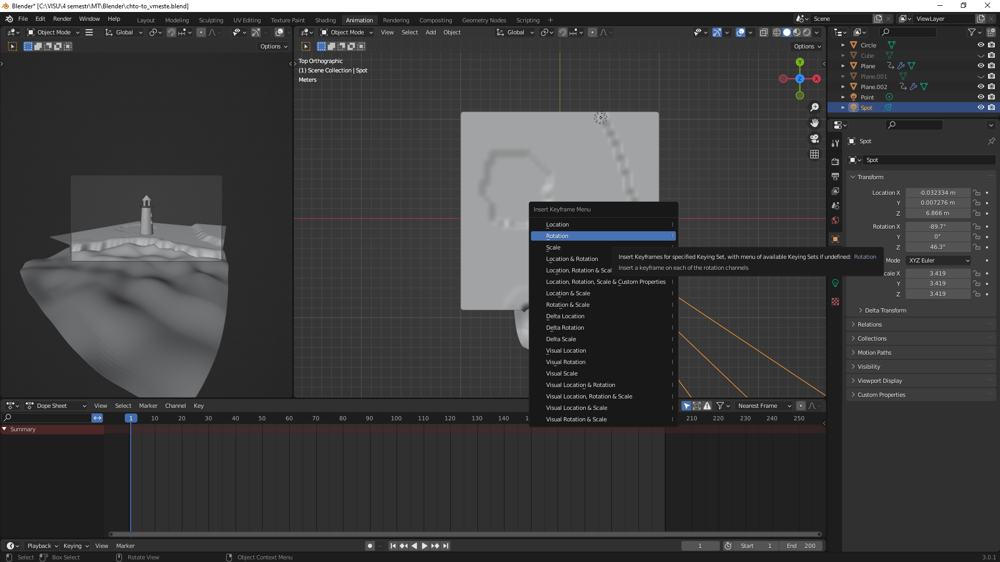 Blender* [C:\VISU\4 semestr\MT\Blender\chto-to_vmeste.blend]
File Edit Render Window Help Layout Modeling Sculpting UV Editing Texture Paint Shading Animation Rendering Compositing Geometry Nodes Scripting + Scene ViewLayer
Object Mode Global Object Mode View Select Add Object Global
Options Options
Top Orthographic
(1) Scene Collection | Spot
Meters
Y
X
Z
Circle
Cube
Plane
Plane.001
Plane.002
Point
Spot
Spot
Spot
Transform
Location X -0.032334 m
Y 0.007276 m
Z 6.866 m
Rotation X -89.7°
Y 0°
Z 46.3°
Mode XYZ Euler
cale X 3.419
Y 3.419
Z 3.419
Delta Transform
Relations
Collections
Motion Paths
Visibility
Viewport Display
Custom Properties
Insert Keyframe Menu
Location I
Rotation I
Scale I
Location & Rotation
Location, Rotation & Scal
Location, Rotation, Scale & Custom Properties I
Location & Scale I
Rotation & Scale I
Delta Location I
Delta Rotation I
Delta Scale I
Visual Location I
Visual Rotation I
Visual Scale I
Visual Location & Rotation I
Visual Location, Rotation & Scale I
Visual Location & Scale I
Visual Rotation & Scale I
Insert Keyframes for specified Keying Set, with menu of available Keying Sets if undefined: Rotation
Insert a keyframe on each of the rotation channels
Dope Sheet View Select Marker Channel Key Nearest Frame
1 10 20 30 40 50 60 70 80 90 100 110 120 130 140 1 210 220 230 240 250
Summary
Playback Keying View Marker 1 Start 1 End 200
Select Box Select Rotate View Object Context Menu 3.0.1